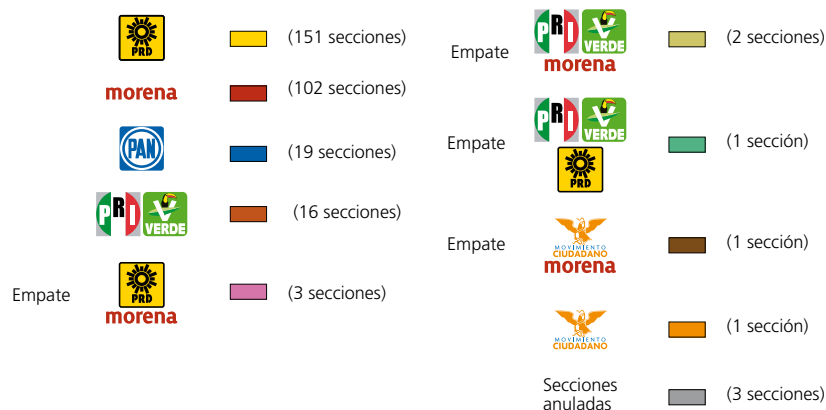 PRD
(151 secciones)
morena
(102 secciones)
PAN
(19 secciones)
PRI VERDE
(16 secciones)
Empate
PRD
morena
(3 secciones)
Empate
PRI VERDE
morena
(2 secciones)
Empate
PRI VERDE
PRD
(1 sección)
Empate
MOVIMIENTO
CIUDADANO
morena
(1 sección)
MOVIMIENTO
CIUDADANO
(1 sección)
Secciones
anuladas
(3 secciones)